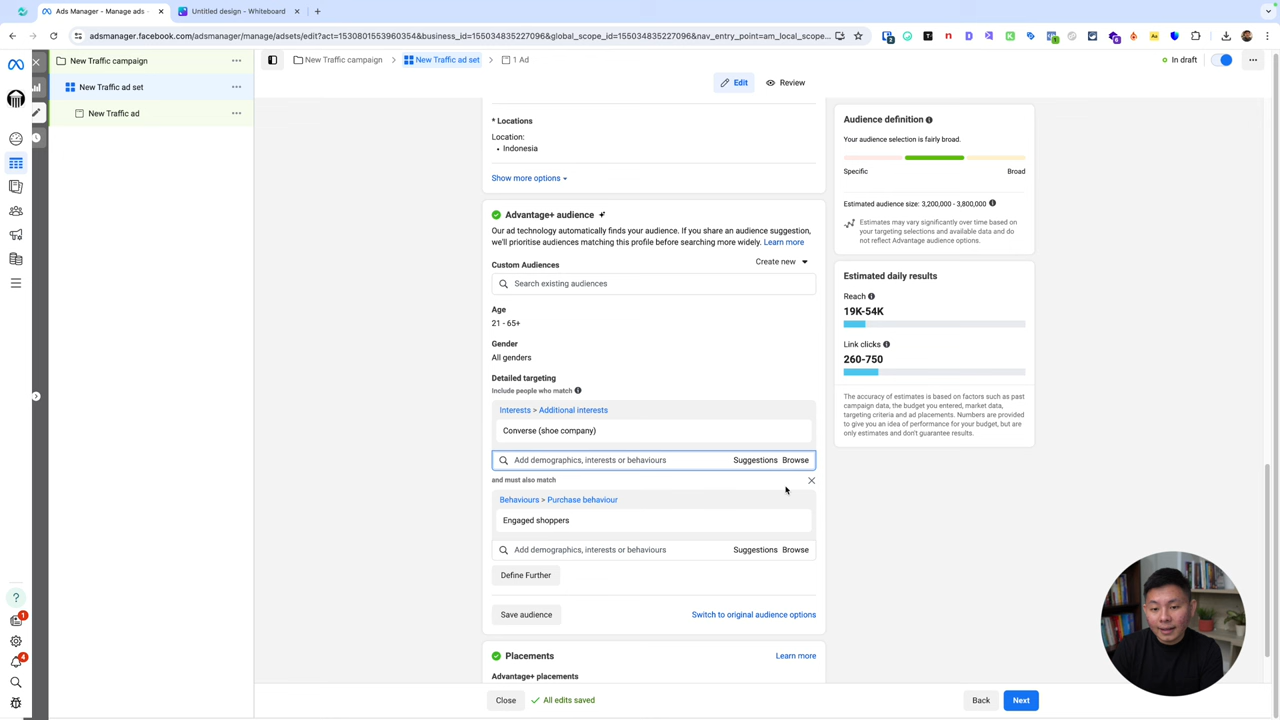 Ads Manager - Manage ads - A
Untitled design - Whiteboard
adsmanager.facebook.com/adsmanager/manage/adsets/edit?act=1530801553960354&business_id=155034835227096&global_scope_id=155034835227096&nav_entry_point=am_local_scope...
New Traffic campaign
New Traffic ad set
New Traffic ad
New Traffic campaign
New Traffic ad set
1 Ad
In draft
Edit
Review
* Locations
Location:
Indonesia
Show more options
Advantage+ audience
Our ad technology automatically finds your audience. If you share an audience suggestion,
we'll prioritise audiences matching this profile before searching more widely. Learn more
Custom Audiences
Create new
Search existing audiences
Age
21 - 65+
Gender
All genders
Detailed targeting
Include people who match
Interests > Additional interests
Converse (shoe company)
Add demographics, interests or behaviours
Suggestions
Browse
and must also match
Behaviours > Purchase behaviour
Engaged shoppers
Add demographics, interests or behaviours
Suggestions
Browse
Define Further
Save audience
Switch to original audience options
Placements
Learn more
Advantage+ placements
Close
All edits saved
Back
Next
Audience definition
Your audience selection is fairly broad.
Specific
Broad
Estimated audience size: 3,200,000 - 3,800,000
Estimates may vary significantly over time based on
your targeting selections and available data and do
not reflect Advantage audience options.
Estimated daily results
Reach
19K-54K
Link clicks
260-750
The accuracy of estimates is based on factors such as past
campaign data, the budget you entered, market data,
targeting criteria and ad placements. Numbers are provided
to give you an idea of performance for your budget, but are
only estimates and don't guarantee results.
1
4